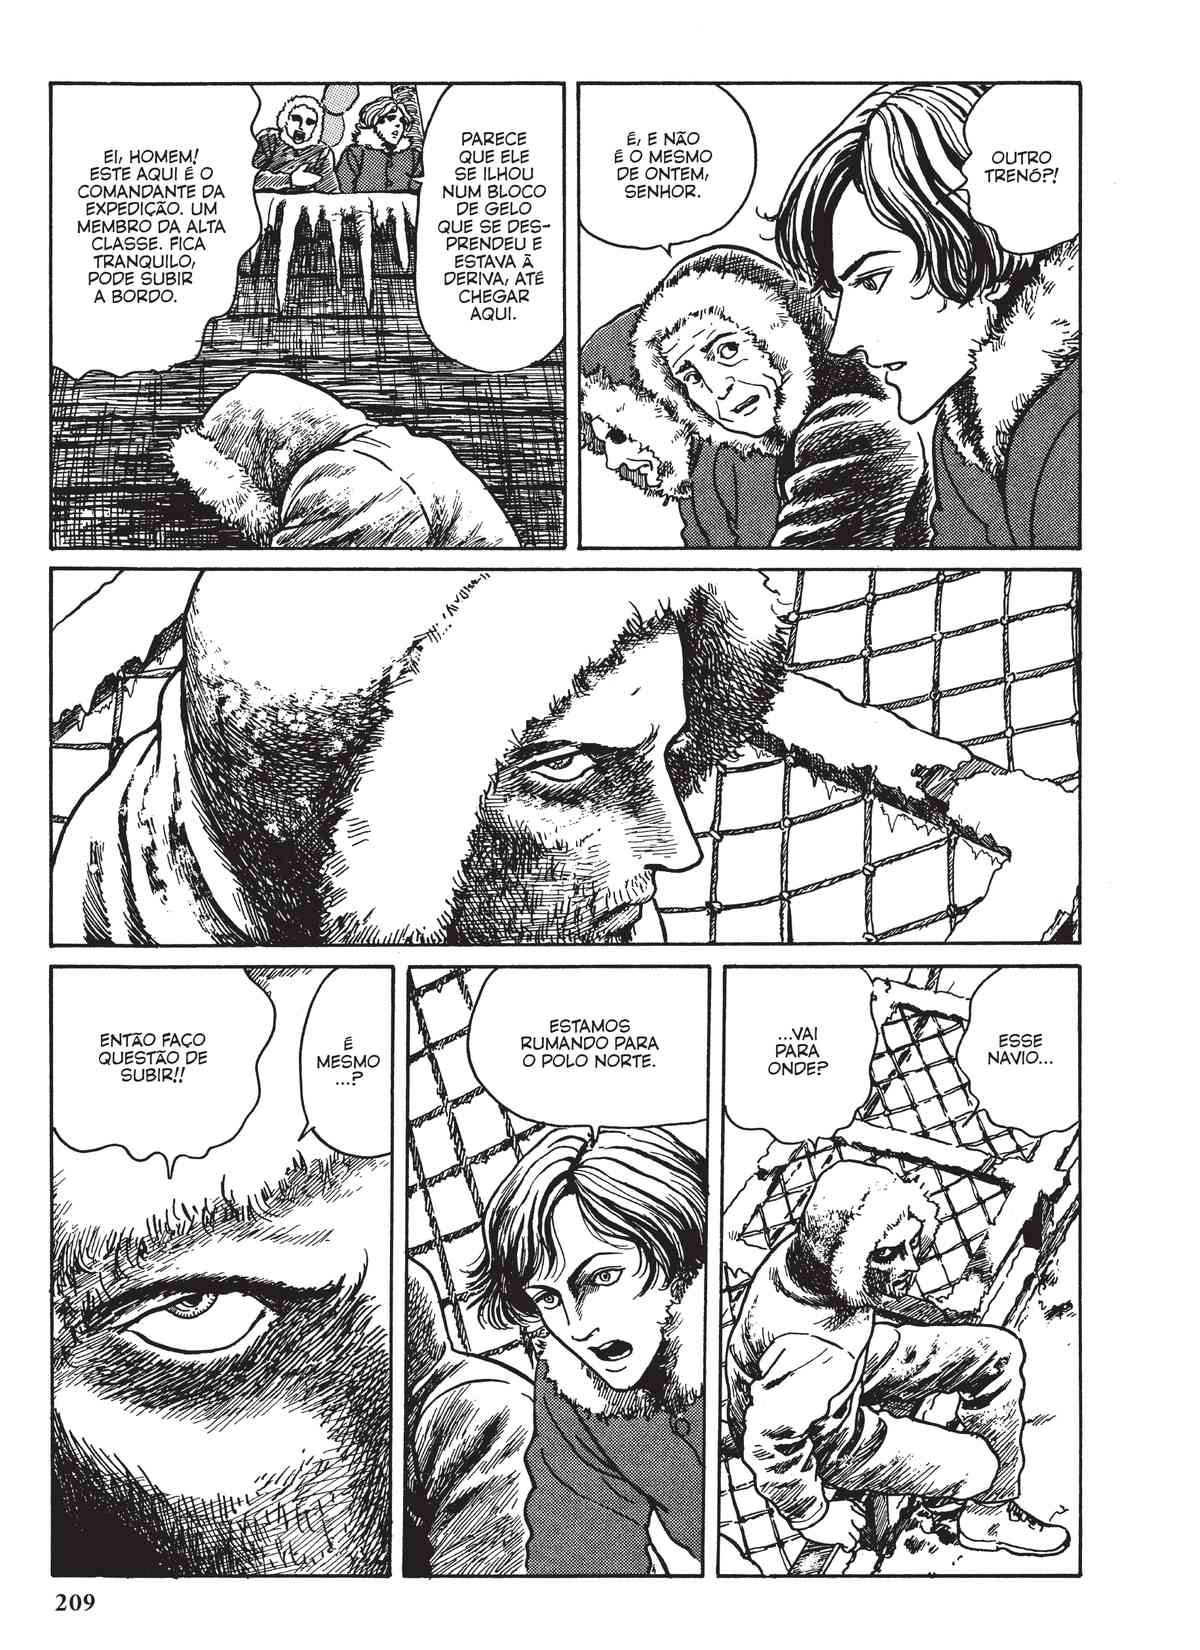 OUTRO
TRENÓ?!
É, E NÃO
É O MESMO
DE ONTEM,
SENHOR.
PARECE
QUE ELE
SE ILHOU
NUM BLOCO
DE GELO
QUE SE DES-
PRENDEU E
ESTAVA À
DERIVA, ATÉ
CHEGAR
AQUI.
EI, HOMEM!
ESTE AQUI É O
COMANDANTE DA
EXPEDIÇÃO. UM
MEMBRO DA ALTA
CLASSE. FICA
TRANQUILO,
PODE SUBIR
A BORDO.
ESSE
NAVIO...
...VAI
PARA
ONDE?
ESTAMOS
RUMANDO PARA
O POLO NORTE.
É
MESMO
...?
ENTÃO FAÇO
QUESTÃO DE
SUBIR!!
209